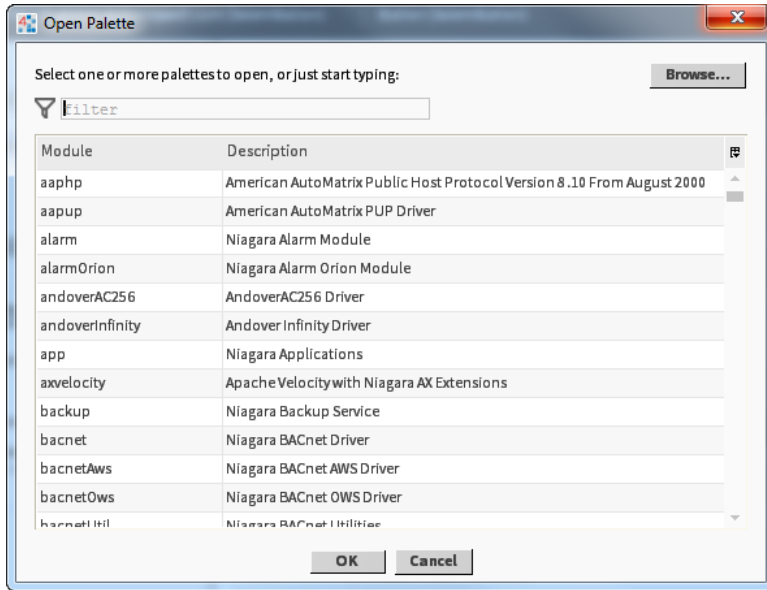 Open Palette
Select one or more palettes to open, or just start typing:
Browse...
filter
Module Description
aaphp American AutoMatrix Public Host Protocol Version 8.10 From August 2000
aapup American AutoMatrix PUP Driver
alarm Niagara Alarm Module
alarmOrion Niagara Alarm Orion Module
andoverAC256 AndoverAC256 Driver
andoverInfinity Andover Infinity Driver
app Niagara Applications
axvelocity Apache Velocity with Niagara AX Extensions
backup Niagara Backup Service
bacnet Niagara BACnet Driver
bacnetAws Niagara BACnet AWS Driver
bacnetOws Niagara BACnet OWS Driver
bacnetUtil Niagara BACnet Utilities
OK Cancel